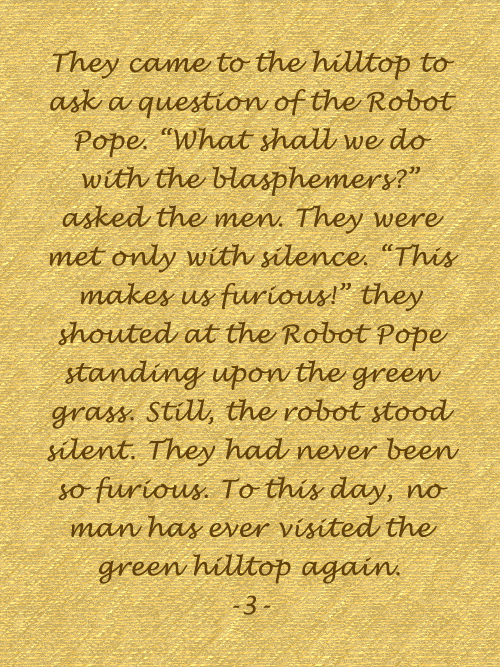 They came to the hilltop to
ask a question of the Robot
Pope. “What shall we do
with the blasphemers?”
asked the men. They were
met only with silence. “This
makes us furious!” they
shouted at the Robot Pope
standing upon the green
grass. Still, the robot stood
silent. They had never been
so furious. To this day, no
man has ever visited the
green hilltop again.
-3-